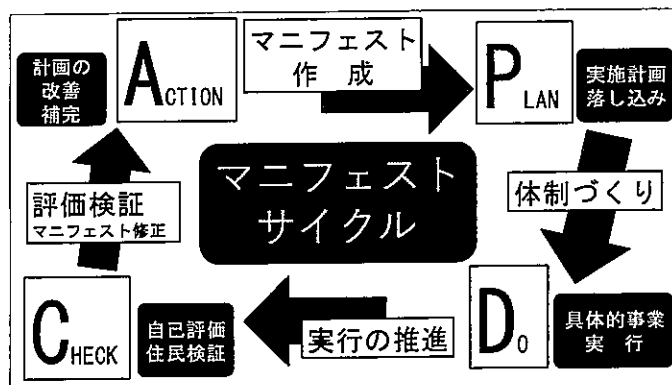 計画の
改善
補完
ACTION
マニフェスト
作　成
PLAN
実施計画
落し込み
マニフェスト
サイクル
評価検証
マニフェスト修正
体制づくり
CHECK
自己評価
住民検証
実行の推進
DO
具体的事業
実　行